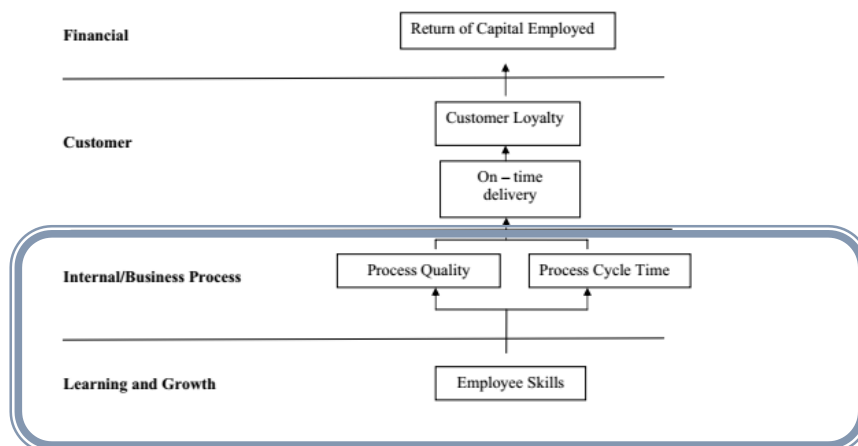 Financial
Return of Capital Employed
Customer
Customer Loyalty
On – time
delivery
Internal/Business Process
Process Quality
Process Cycle Time
Learning and Growth
Employee Skills